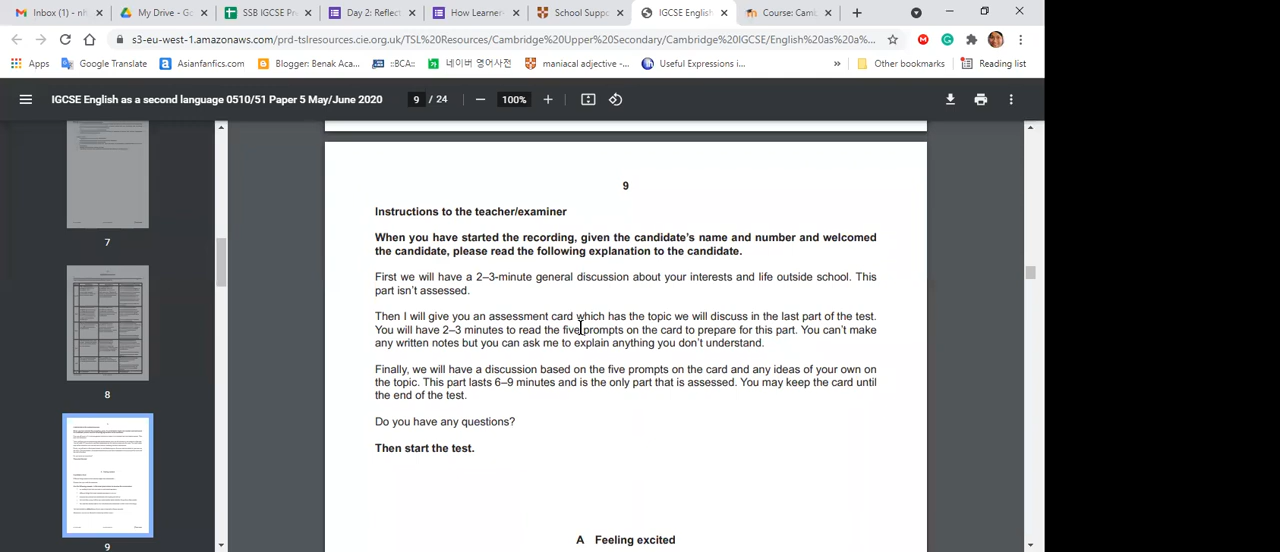 Inbox (1) - nh
My Drive - Go
SSB IGCSE Pr
Day 2: Reflect
How Learner
School Suppo
IGCSE English
Course: Cam
s3-eu-west-1.amazonaws.com/prd-tslresources.cie.org.uk/TSL%20Resources/Cambridge%20Upper%20Secondary/Cambridge%20IGCSE/English%20as%20a%...
Apps
Google Translate
Asianfanfics.com
Blogger: Benak Aca...
::BCA::
네이버 영어사전
maniacal adjective -...
Useful Expressions i...
»
Other bookmarks
Reading list
IGCSE English as a second language 0510/51 Paper 5 May/June 2020
9 / 24
100%
7
8
9
9
Instructions to the teacher/examiner
When you have started the recording, given the candidate's name and number and welcomed
the candidate, please read the following explanation to the candidate.
First we will have a 2–3-minute general discussion about your interests and life outside school. This
part isn't assessed.
Then I will give you an assessment card which has the topic we will discuss in the last part of the test.
You will have 2–3 minutes to read the five prompts on the card to prepare for this part. You can't make
any written notes but you can ask me to explain anything you don't understand.
Finally, we will have a discussion based on the five prompts on the card and any ideas of your own on
the topic. This part lasts 6–9 minutes and is the only part that is assessed. You may keep the card until
the end of the test.
Do you have any questions?
Then start the test.
A Feeling excited